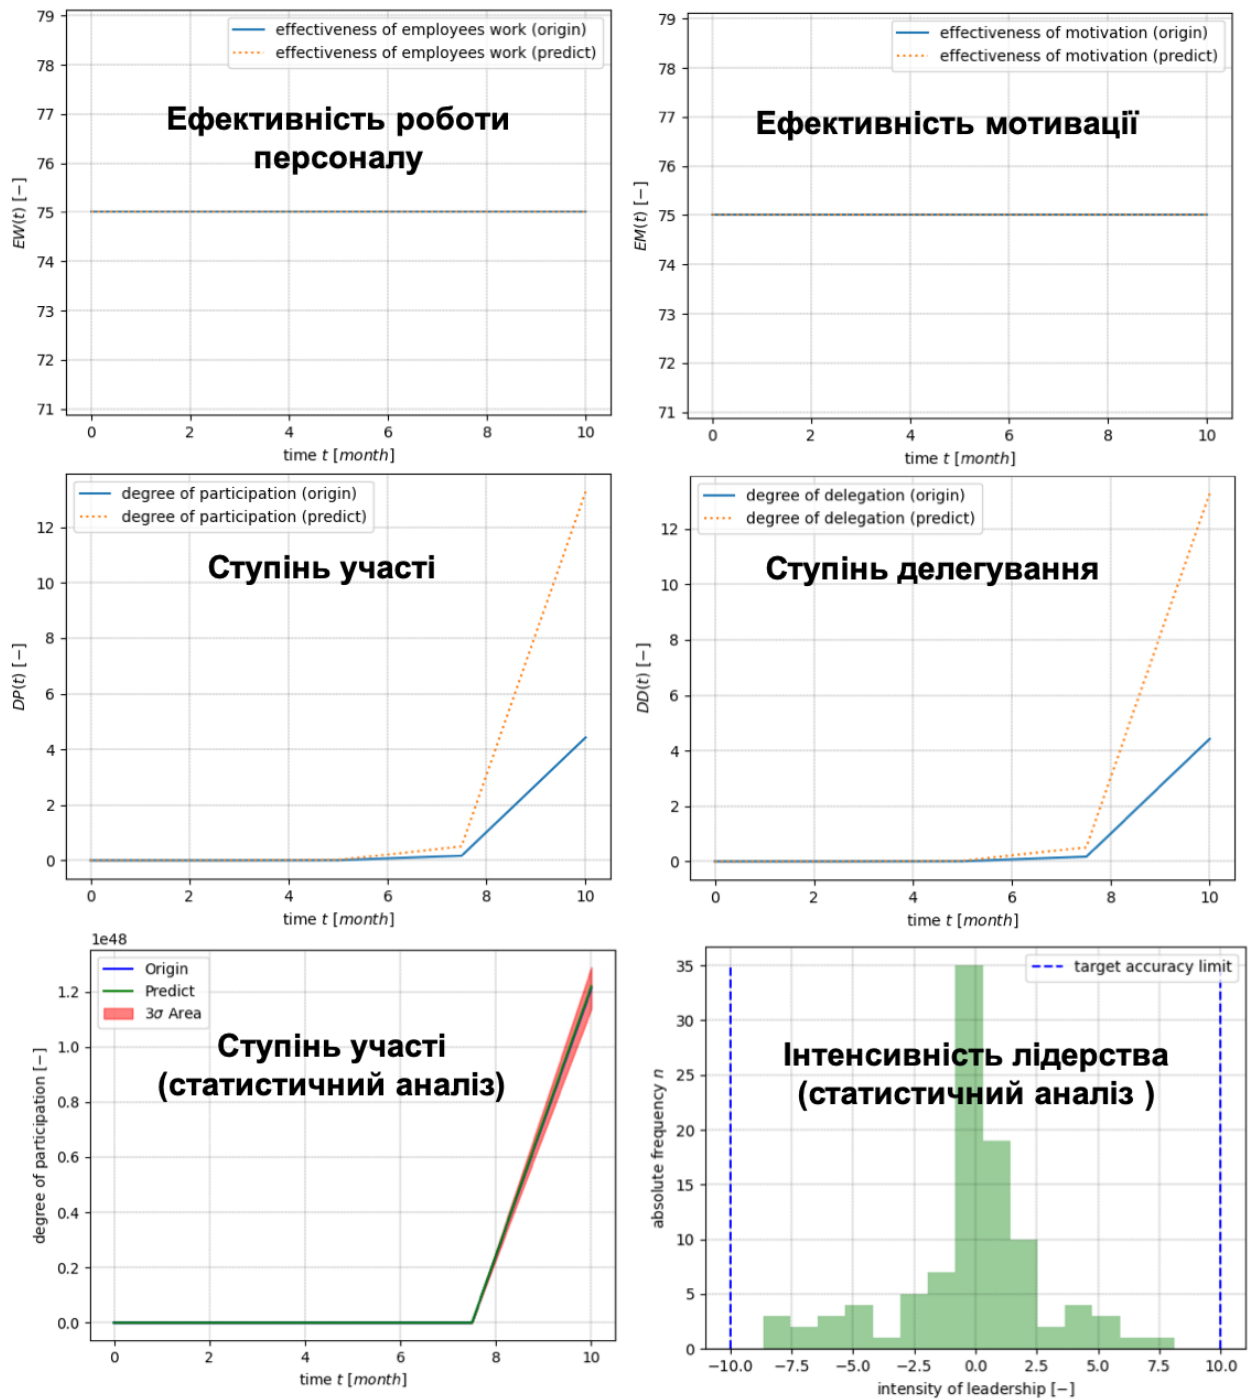 79
78
77
76
75
74
73
72
71
effectiveness of employees work (origin)
effectiveness of employees work (predict)
Ефективність роботи
персоналу
EW(t) [−]
0 2 4 6 8 10
time t [month]
79
78
77
76
75
74
73
72
71
effectiveness of motivation (origin)
effectiveness of motivation (predict)
Ефективність мотивації
EM(t) [−]
0 2 4 6 8 10
time t [month]
12
10
8
6
4
2
0
degree of participation (origin)
degree of participation (predict)
Ступінь участі
DP(t) [−]
0 2 4 6 8 10
time t [month]
12
10
8
6
4
2
0
degree of delegation (origin)
degree of delegation (predict)
Ступінь делегування
DD(t) [−]
0 2 4 6 8 10
time t [month]
1e48
1.2
1.0
0.8
0.6
0.4
0.2
0.0
Origin
Predict
3σ Area
Ступінь участі
(статистичний аналіз)
degree of participation [−]
0 2 4 6 8 10
time t [month]
35
30
25
20
15
10
5
0
target accuracy limit
Інтенсивність лідерства
(статистичний аналіз )
absolute frequency n
−10.0 −7.5 −5.0 −2.5 0.0 2.5 5.0 7.5 10.0
intensity of leadership [−]